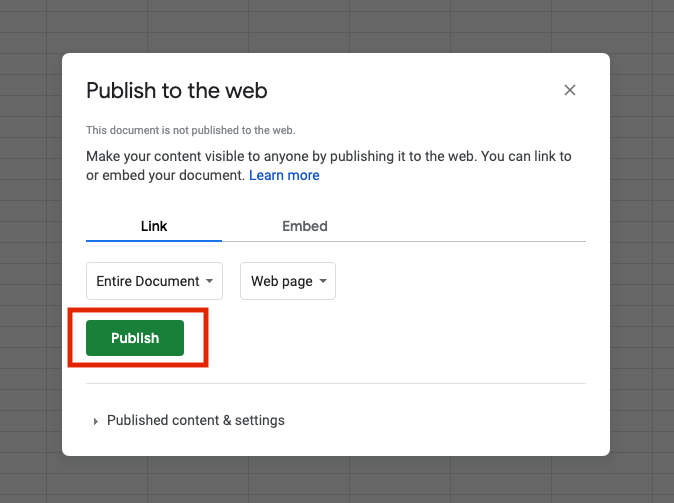 Publish to the web
This document is not published to the web.
Make your content visible to anyone by publishing it to the web. You can link to
or embed your document. Learn more
Link Embed
Entire Document Web page
Publish
Published content & settings